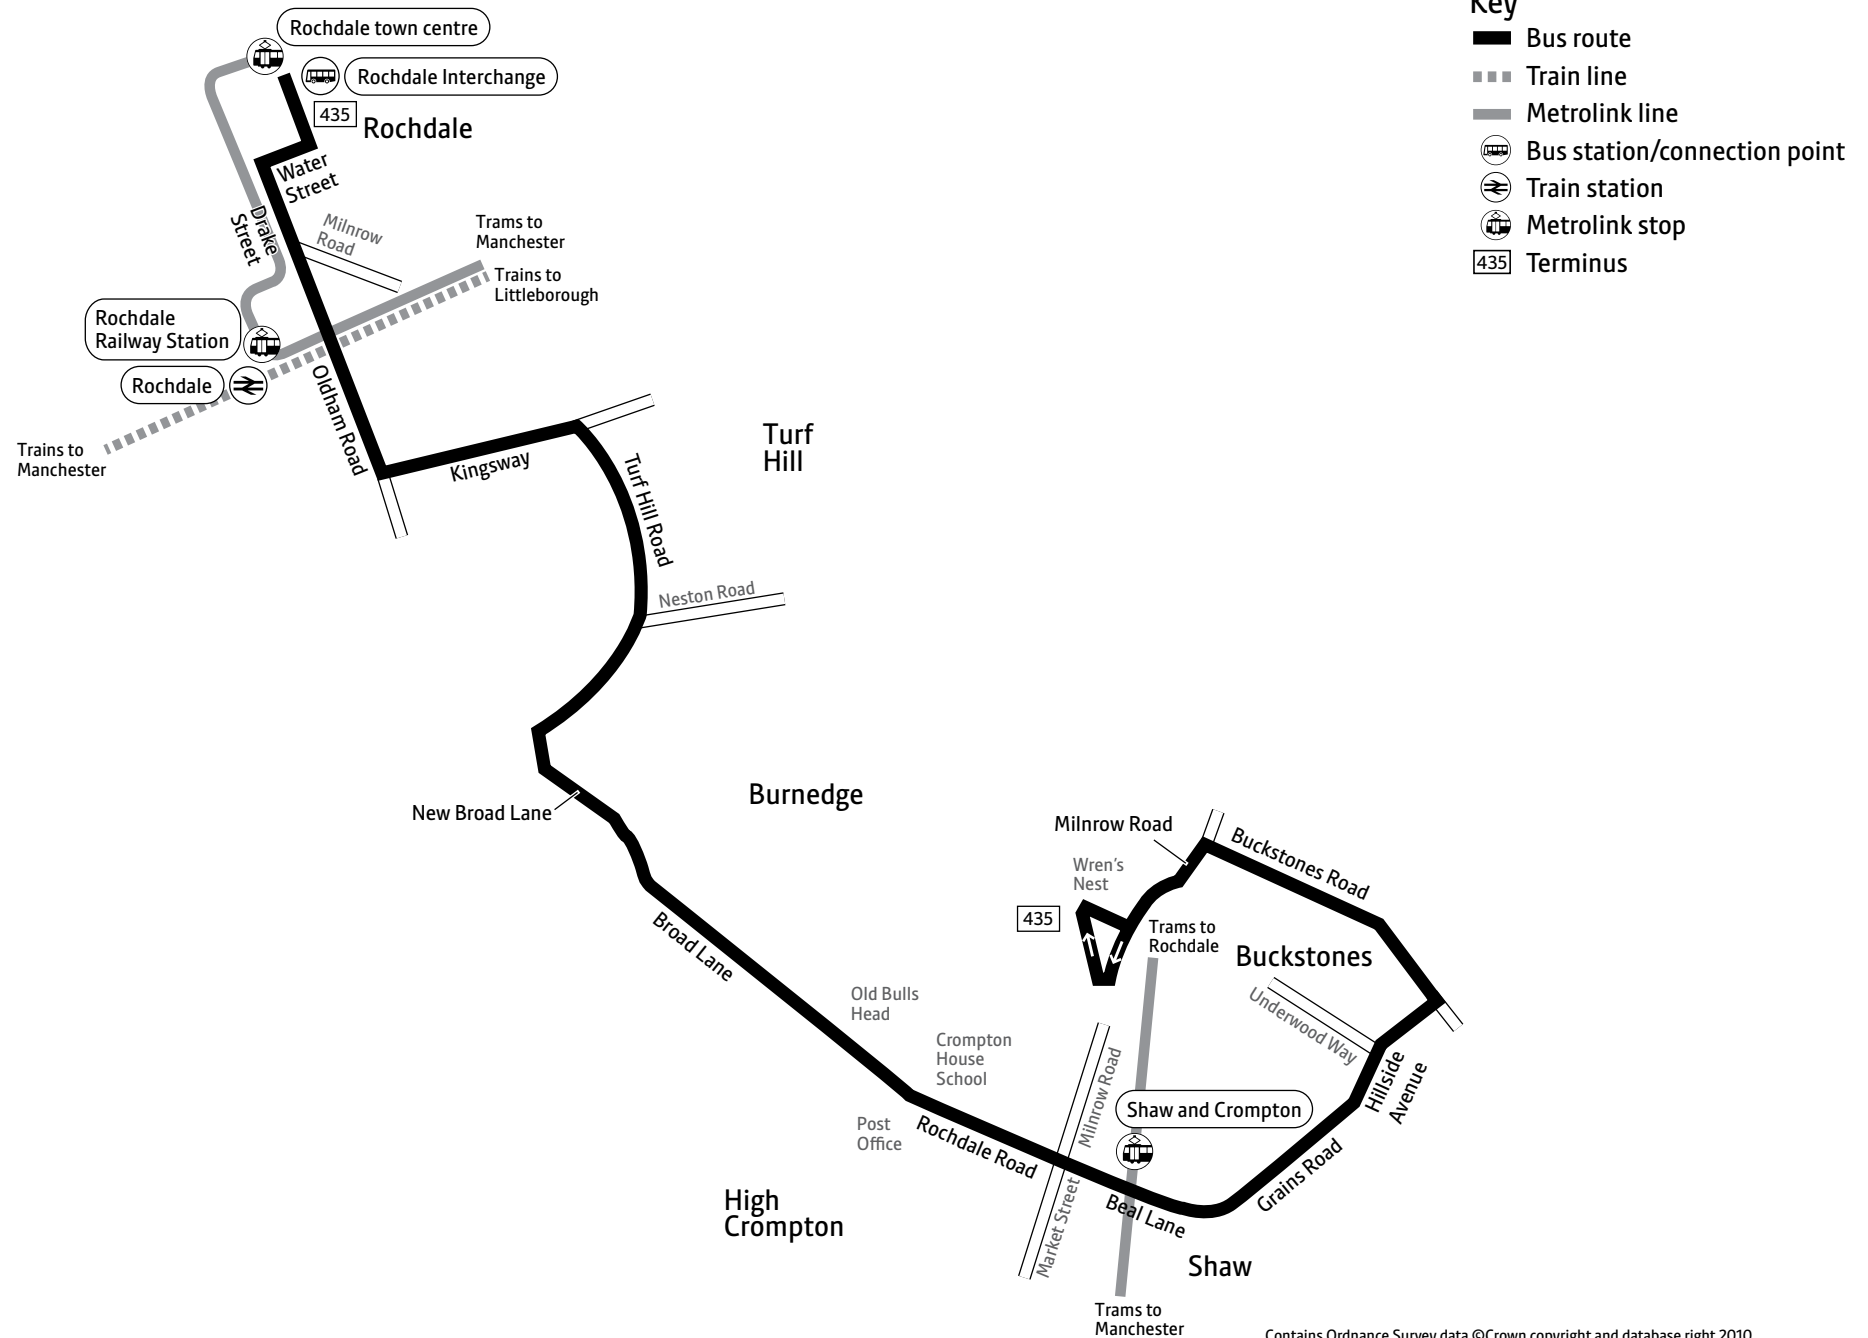 Rochdale town centre
Rochdale Interchange
435
Rochdale
Water
Street
Drake
Street
Milnrow
Road
Trams to
Manchester
Trains to
Littleborough
Rochdale
Railway Station
Rochdale
Trains to
Manchester
Oldham Road
Kingsway
Turf
Hill
Turf Hill Road
Neston Road
New Broad Lane
Burnedge
Broad Lane
Old Bulls
Head
Crompton
House
School
Post
Office
Rochdale Road
High
Crompton
Milnrow Road
Wren's
Nest
435
Buckstones Road
Trams to
Rochdale
Buckstones
Underwood Way
Hillside
Avenue
Milnrow Road
Shaw and Crompton
Market Street
Beal Lane
Grains Road
Shaw
Trams to
Manchester
Key
Bus route
Train line
Metrolink line
Bus station/connection point
Train station
Metrolink stop
435 Terminus
Contains Ordnance Survey data ©Crown copyright and database right 2010